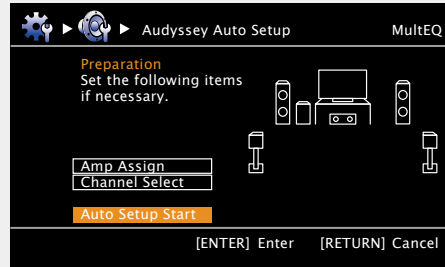 Audyssey Auto Setup MultEQ
Preparation
Set the following items
if necessary.
Amp Assign
Channel Select
Auto Setup Start
[ENTER] Enter [RETURN] Cancel